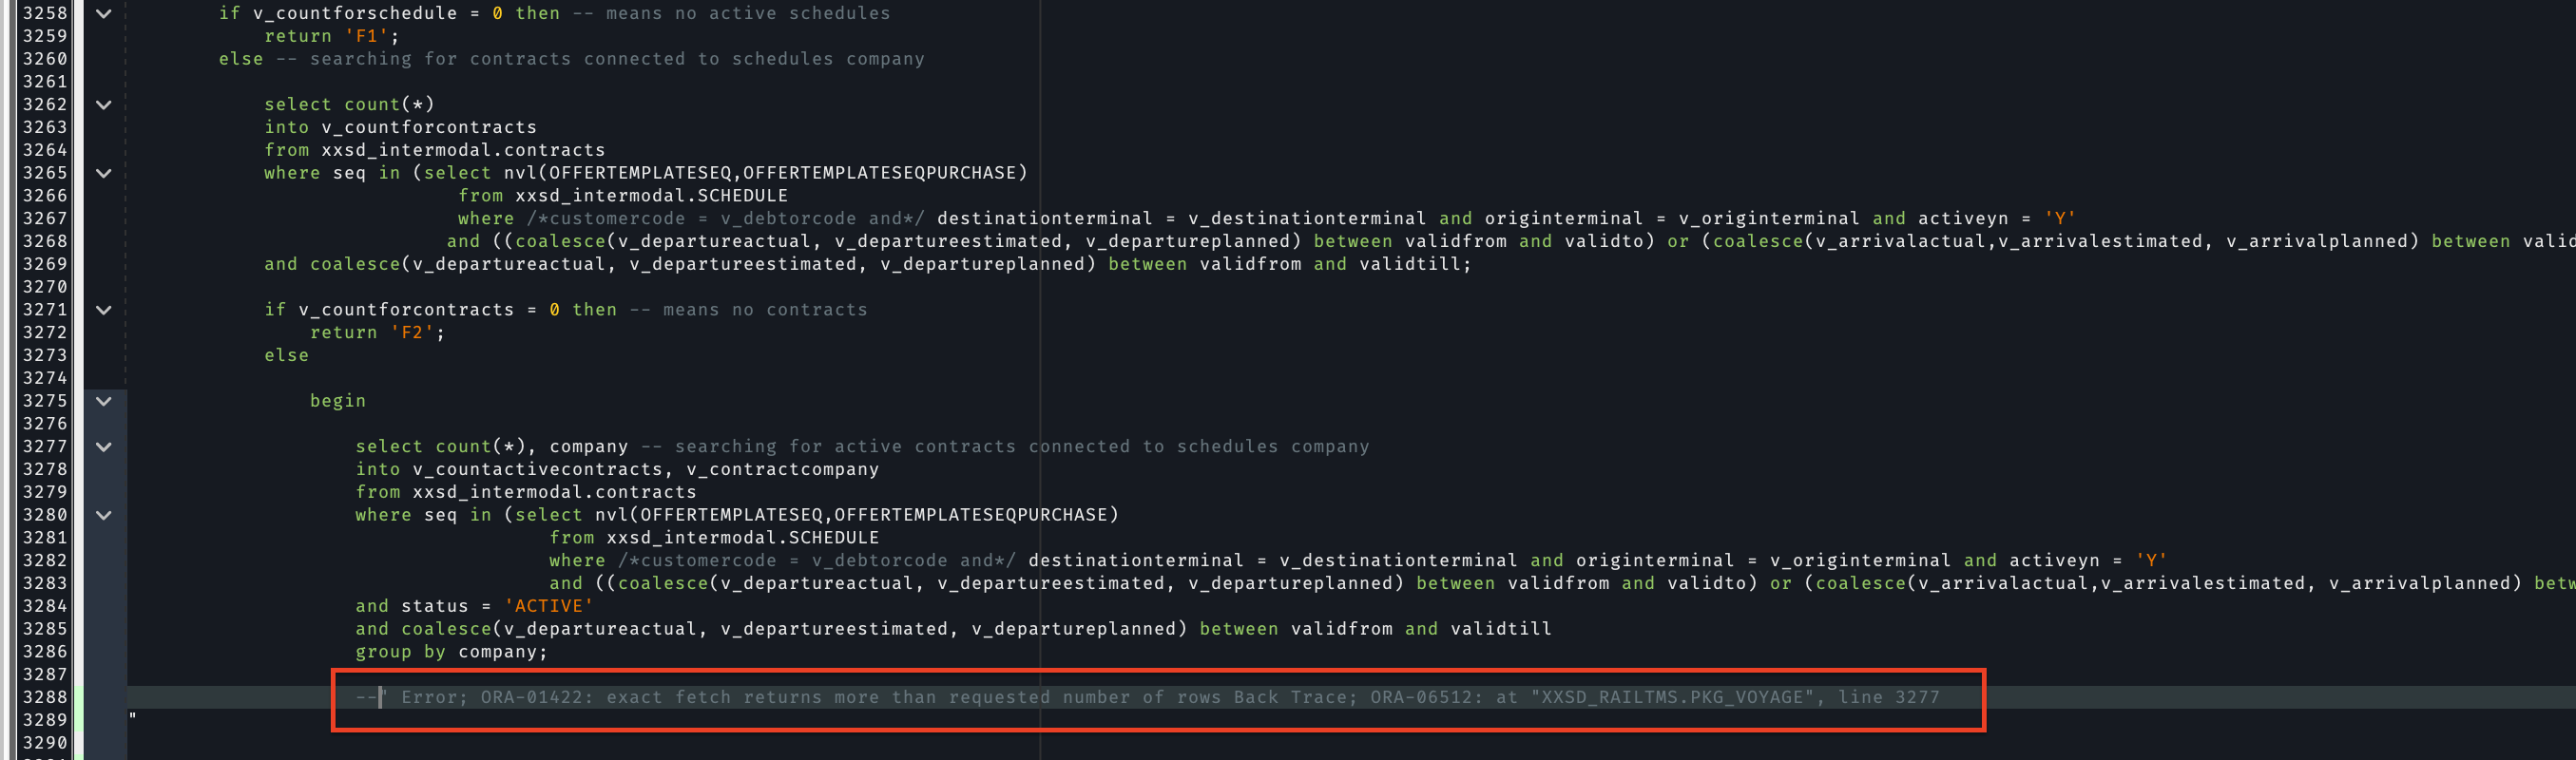 3258 if v_countforschedule = 0 then -- means no active schedules
3259 return 'F1';
3260 else -- searching for contracts connected to schedules company
3261
3262 select count(*)
3263 into v_countforcontracts
3264 from xxsd_intermodal.contracts
3265 where seq in (select nvl(OFFERTEMPLATESEQ,OFFERTEMPLATESEQPURCHASE)
3266 from xxsd_intermodal.SCHEDULE
3267 where /*customercode = v_debtorcode and*/ destinationterminal = v_destinationterminal and originterminal = v_originterminal and activeyn = 'Y'
3268 and ((coalesce(v_departureactual, v_departureestimated, v_departureplanned) between validfrom and validto) or (coalesce(v_arrivalactual,v_arrivalestimated, v_arrivalplanned) between valid
3269 and coalesce(v_departureactual, v_departureestimated, v_departureplanned) between validfrom and validtill;
3270
3271 if v_countforcontracts = 0 then -- means no contracts
3272 return 'F2';
3273 else
3274
3275 begin
3276
3277 select count(*), company -- searching for active contracts connected to schedules company
3278 into v_countactivecontracts, v_contractcompany
3279 from xxsd_intermodal.contracts
3280 where seq in (select nvl(OFFERTEMPLATESEQ,OFFERTEMPLATESEQPURCHASE)
3281 from xxsd_intermodal.SCHEDULE
3282 where /*customercode = v_debtorcode and*/ destinationterminal = v_destinationterminal and originterminal = v_originterminal and activeyn = 'Y'
3283 and ((coalesce(v_departureactual, v_departureestimated, v_departureplanned) between validfrom and validto) or (coalesce(v_arrivalactual,v_arrivalestimated, v_arrivalplanned) betw
3284 and status = 'ACTIVE'
3285 and coalesce(v_departureactual, v_departureestimated, v_departureplanned) between validfrom and validtill
3286 group by company;
3287
3288 --" Error; ORA-01422: exact fetch returns more than requested number of rows Back Trace; ORA-06512: at "XXSD_RAILTMS.PKG_VOYAGE", line 3277
3289 "
3290